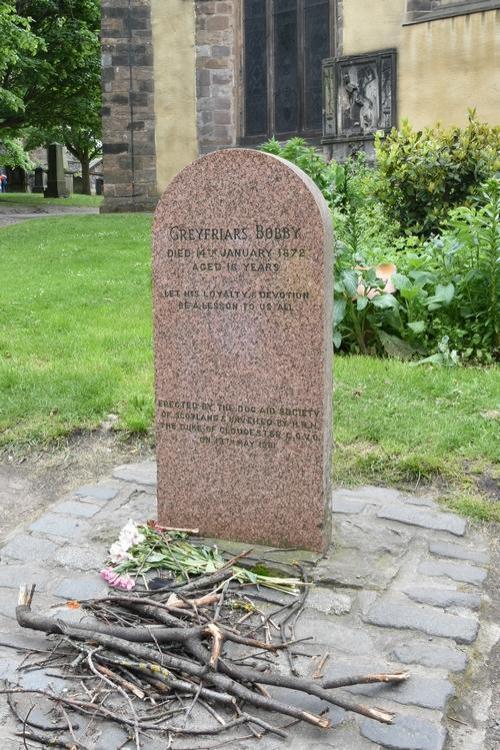 GREYFRIARS BOBBY
DIED 14TH JANUARY 1872
AGED 16 YEARS
LET HIS LOYALTY & DEVOTION
BE A LESSON TO US ALL
ERECTED BY THE DOG AID SOCIETY
OF SCOTLAND & UNVEILED BY H.R.H.
THE DUKE OF GLOUCESTER G.C.V.O.
ON 13TH MAY 1981